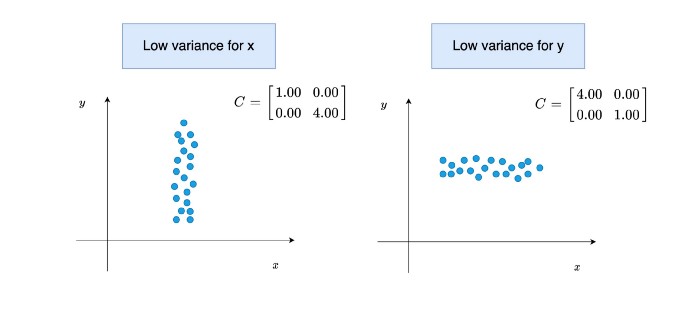 Low variance for x
Low variance for y
y
C = [1.00 0.00
0.00 4.00]
x
y
C = [4.00 0.00
0.00 1.00]
x